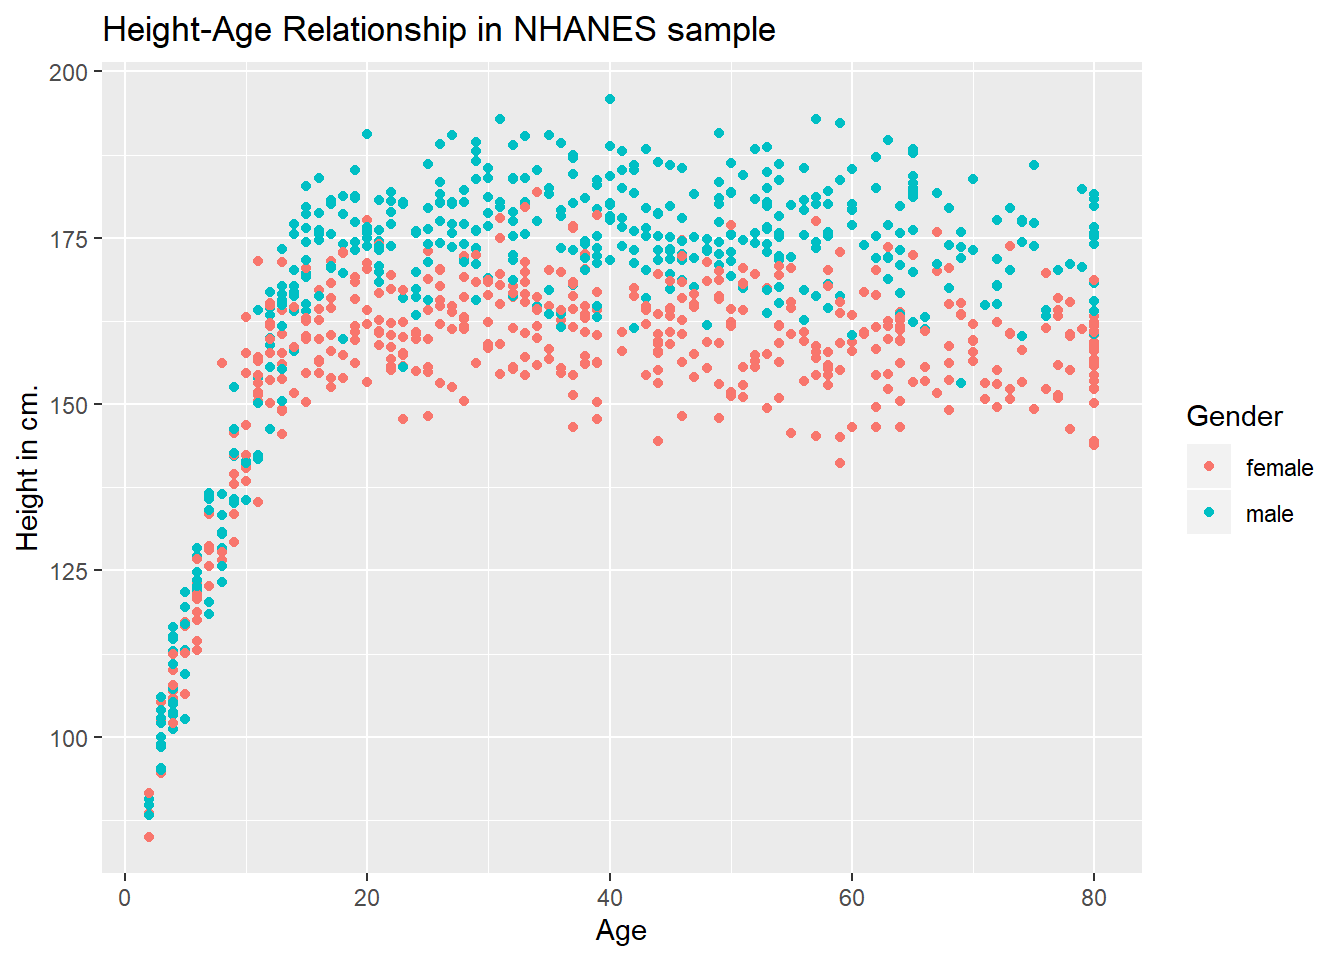 Height-Age Relationship in NHANES sample
200
175
150
125
100
Height in cm.
0 20 40 60 80
Age
Gender
female
male